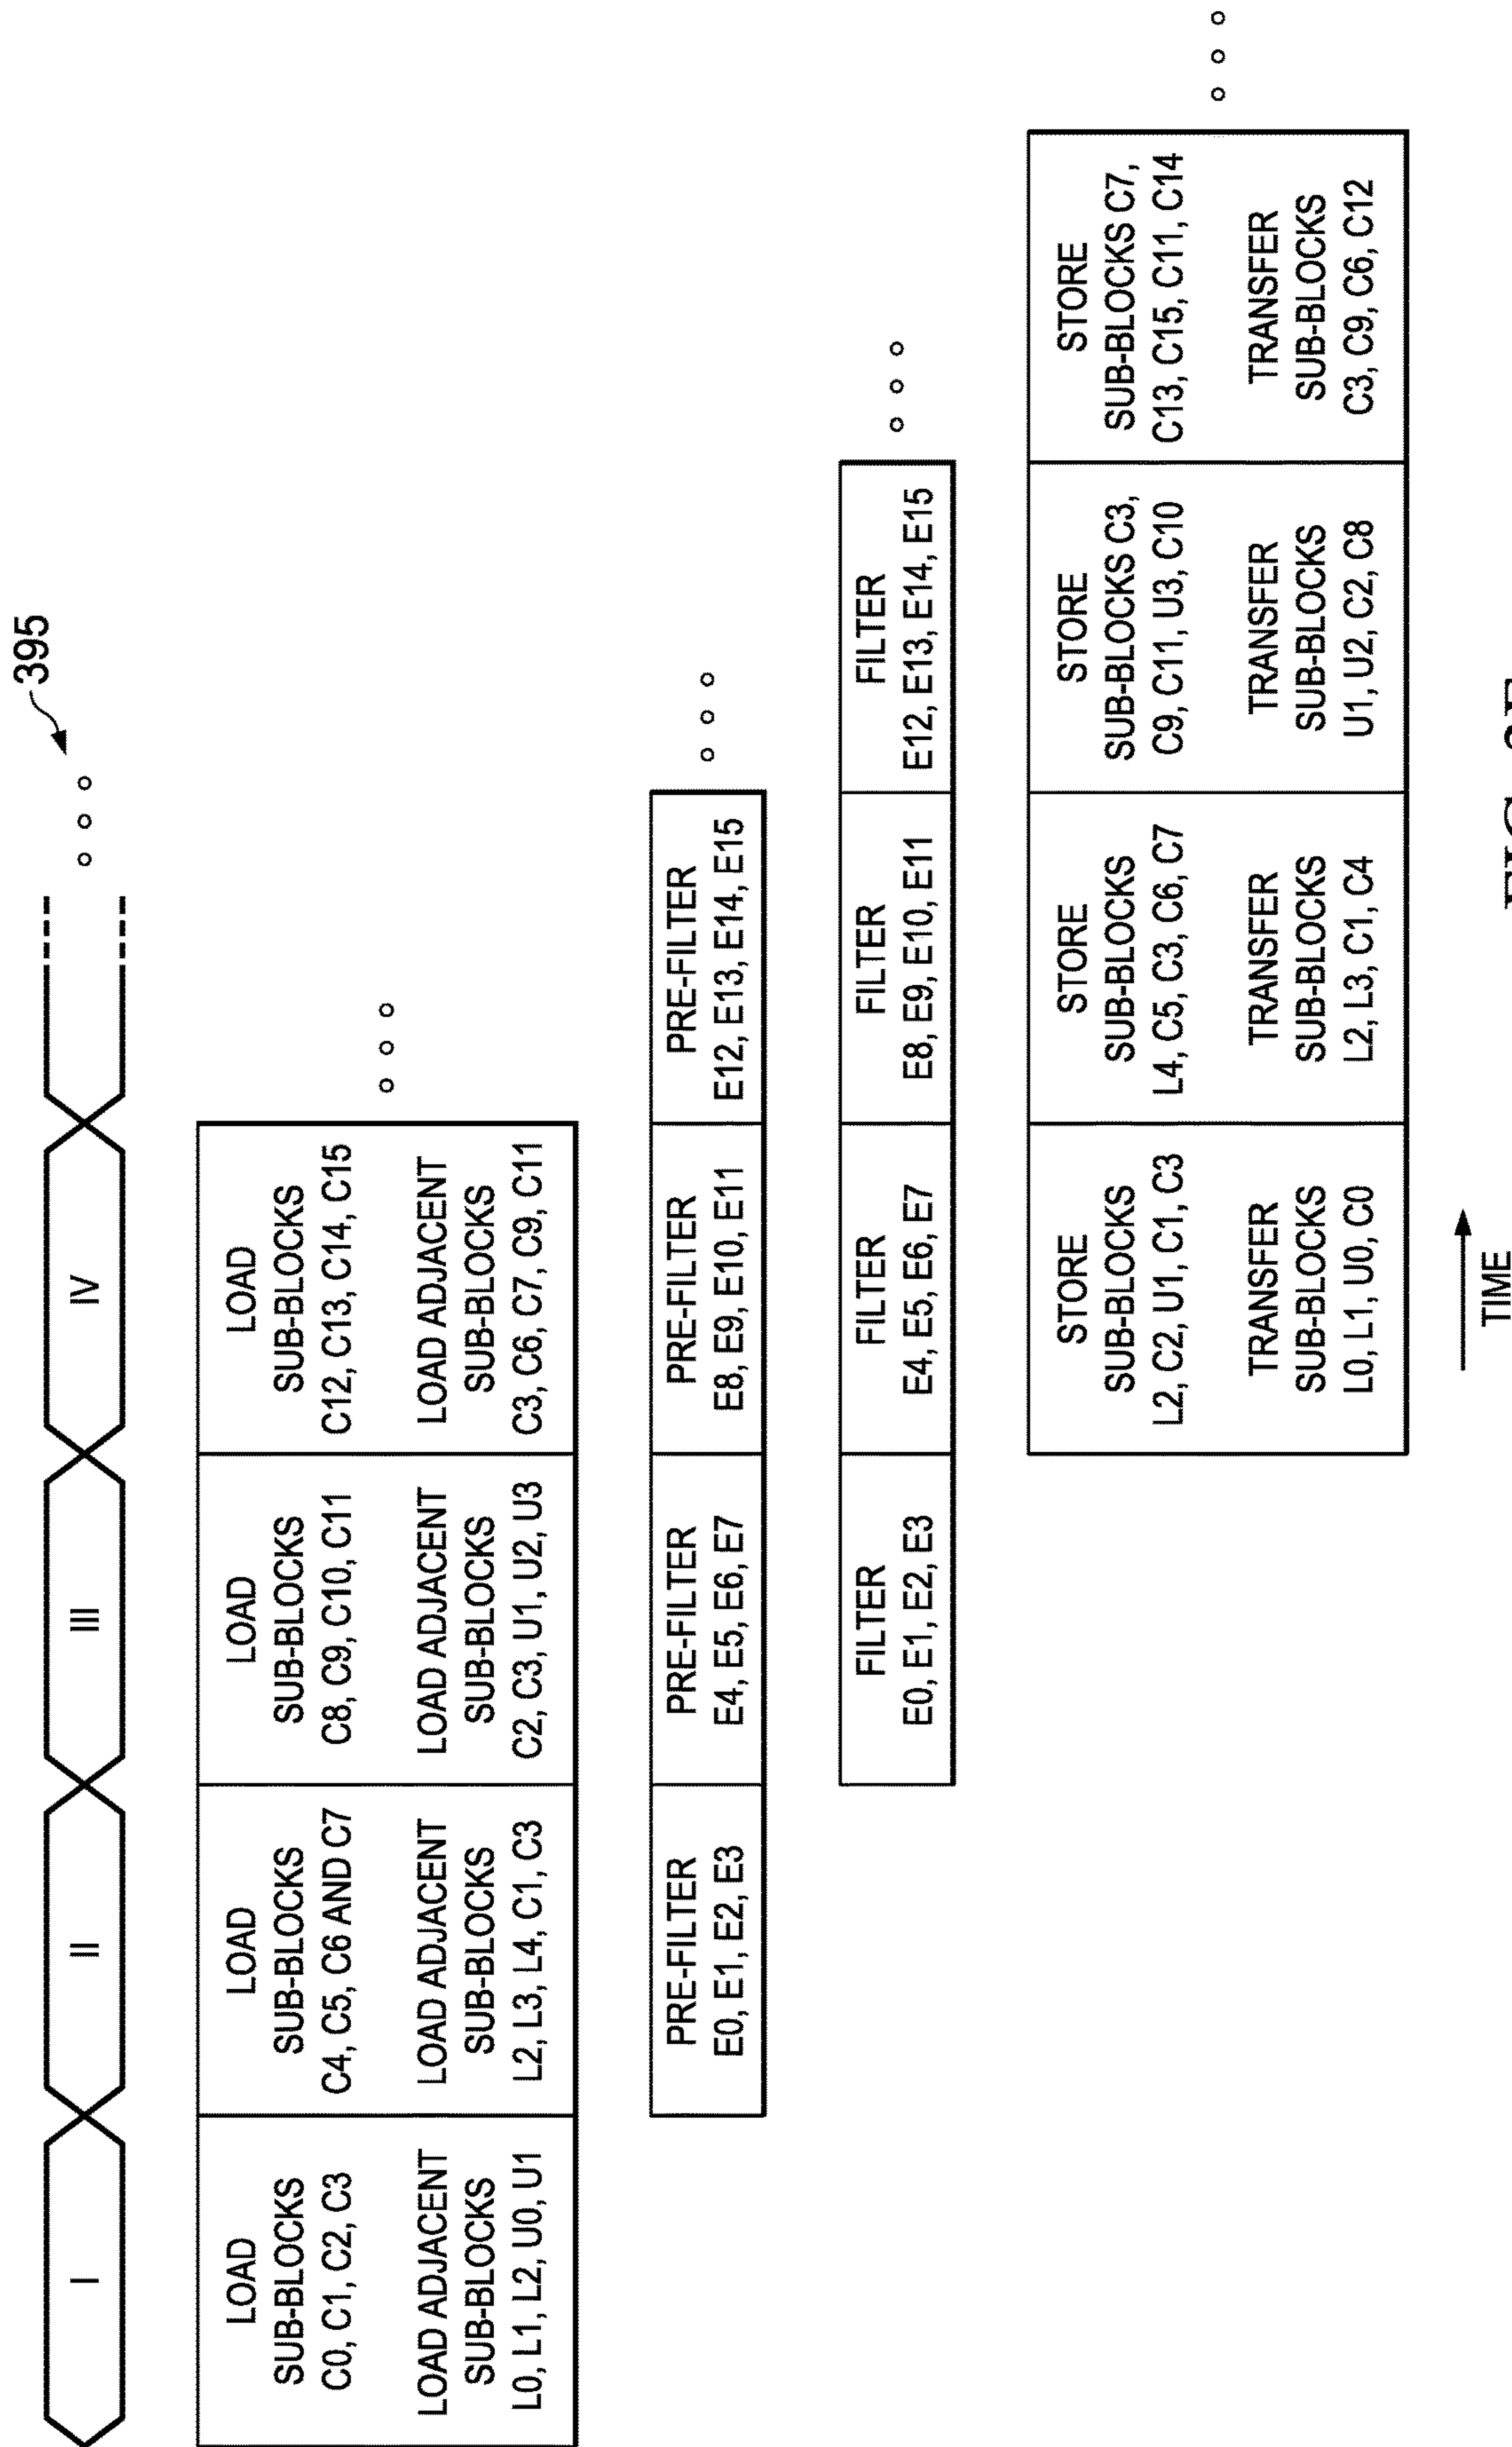 395
I
II
III
IV
LOAD
SUB-BLOCKS
C0, C1, C2, C3
LOAD ADJACENT
SUB-BLOCKS
L0, L1, L2, U0, U1
LOAD
SUB-BLOCKS
C4, C5, C6 AND C7
LOAD ADJACENT
SUB-BLOCKS
L2, L3, L4, C1, C3
LOAD
SUB-BLOCKS
C8, C9, C10, C11
LOAD ADJACENT
SUB-BLOCKS
C2, C3, U1, U2, U3
LOAD
SUB-BLOCKS
C12, C13, C14, C15
LOAD ADJACENT
SUB-BLOCKS
C3, C6, C7, C9, C11
PRE-FILTER
E0, E1, E2, E3
PRE-FILTER
E4, E5, E6, E7
PRE-FILTER
E8, E9, E10, E11
PRE-FILTER
E12, E13, E14, E15
FILTER
E0, E1, E2, E3
FILTER
E4, E5, E6, E7
FILTER
E8, E9, E10, E11
FILTER
E12, E13, E14, E15
STORE
SUB-BLOCKS
L2, C2, U1, C1, C3
TRANSFER
SUB-BLOCKS
L0, L1, U0, C0
STORE
SUB-BLOCKS
L4, C5, C3, C6, C7
TRANSFER
SUB-BLOCKS
L2, L3, C1, C4
STORE
SUB-BLOCKS C3,
C9, C11, U3, C10
TRANSFER
SUB-BLOCKS
U1, U2, C2, C8
STORE
SUB-BLOCKS C7,
C13, C15, C11, C14
TRANSFER
SUB-BLOCKS
C3, C9, C6, C12
TIME